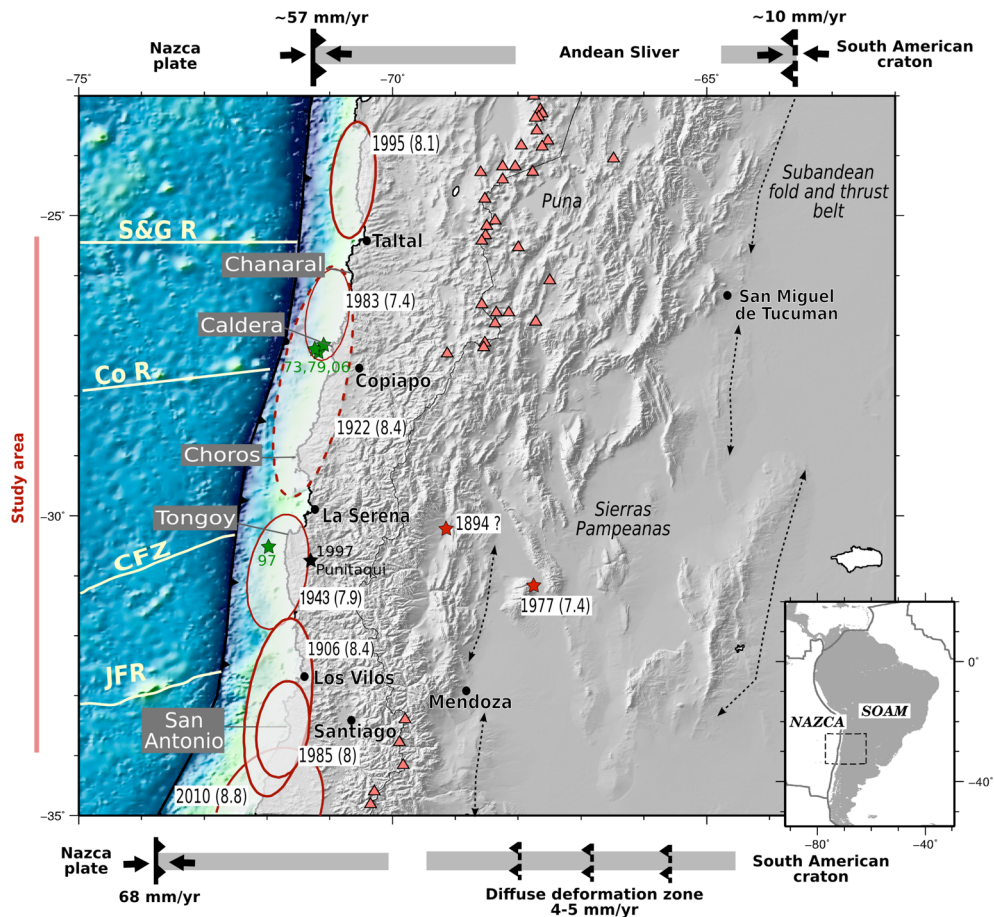 ~57 mm/yr
~10 mm/yr
Nazca
plate
Andean Sliver
South American
craton
−75°
−70°
−65°
1995 (8.1)
Subandean
fold and thrust
belt
Puna
−25°
S&G R
Taltal
Chanaral
1983 (7.4)
San Miguel
de Tucuman
Caldera
73,79,06
Co R
Copiapo
1922 (8.4)
Choros
Study area
−30°
La Serena
Sierras
Pampeanas
1894 ?
Tongoy
CFZ
97
1997
Punitaqui
1943 (7.9)
1977 (7.4)
1906 (8.4)
JFR
Los Vilos
Mendoza
San
Antonio
Santiago
1985 (8)
2010 (8.8)
−35°
0°
NAZCA
SOAM
−40°
−80°
−40°
Nazca
plate
68 mm/yr
Diffuse deformation zone
4-5 mm/yr
South American
craton